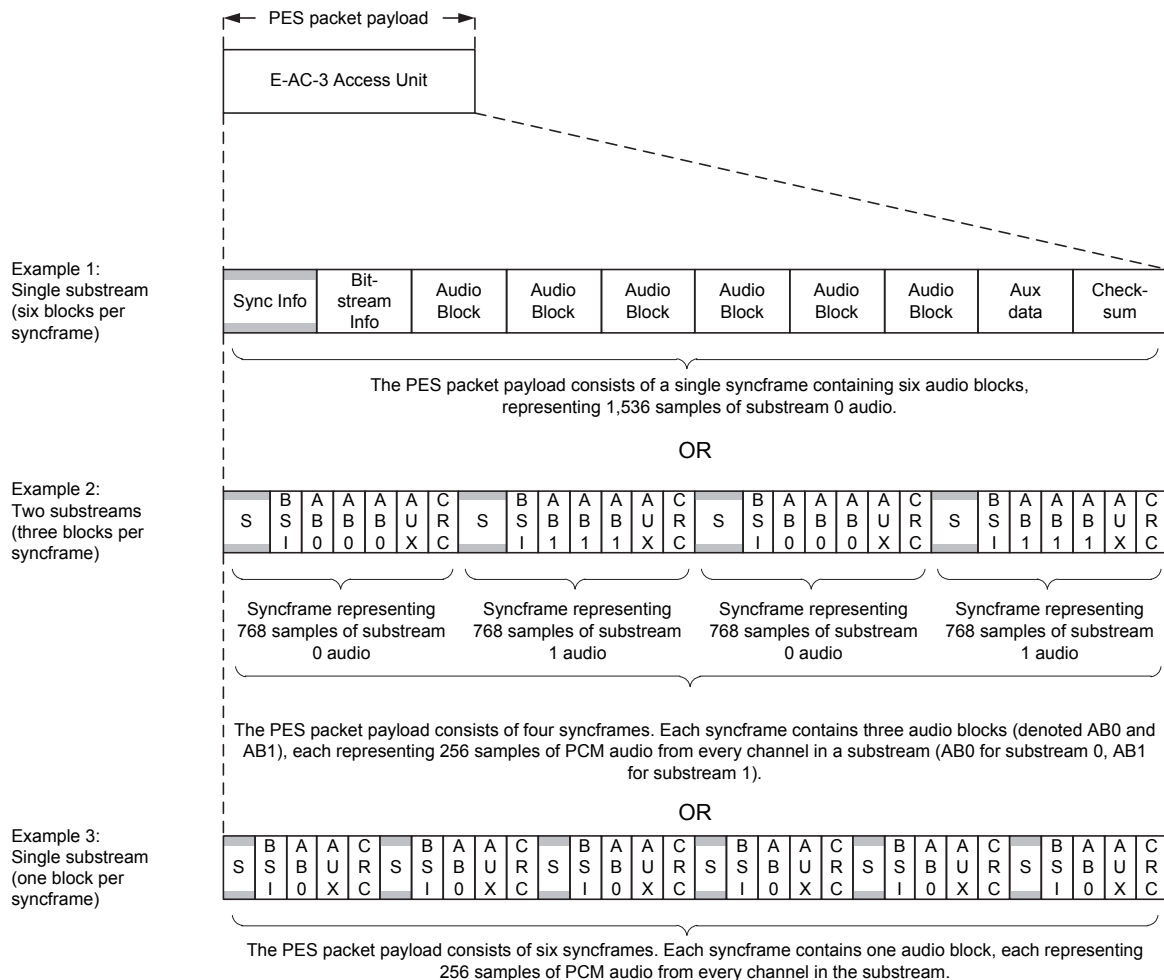 PES packet payload
E-AC-3 Access Unit
Example 1:
Single substream
(six blocks per
syncframe)
Sync Info
Bit-
stream
Info
Audio
Block
Audio
Block
Audio
Block
Audio
Block
Audio
Block
Audio
Block
Aux
data
Check-
sum
The PES packet payload consists of a single syncframe containing six audio blocks,
representing 1,536 samples of substream 0 audio.
OR
Example 2:
Two substreams
(three blocks per
syncframe)
S
BSI
AB0
AB0
AB0
AUX
CRC
S
BSI
AB1
AB1
AB1
AUX
CRC
S
BSI
AB0
AB0
AB0
AUX
CRC
S
BSI
AB1
AB1
AB1
AUX
CRC
Syncframe representing
768 samples of substream
0 audio
Syncframe representing
768 samples of substream
1 audio
Syncframe representing
768 samples of substream
0 audio
Syncframe representing
768 samples of substream
1 audio
The PES packet payload consists of four syncframes. Each syncframe contains three audio blocks (denoted AB0 and
AB1), each representing 256 samples of PCM audio from every channel in a substream (AB0 for substream 0, AB1
for substream 1).
OR
Example 3:
Single substream
(one block per
syncframe)
S
BSI
AB0
AUX
CRC
S
BSI
AB0
AUX
CRC
S
BSI
AB0
AUX
CRC
S
BSI
AB0
AUX
CRC
S
BSI
AB0
AUX
CRC
S
BSI
AB0
AUX
CRC
The PES packet payload consists of six syncframes. Each syncframe contains one audio block, each representing
256 samples of PCM audio from every channel in the substream.